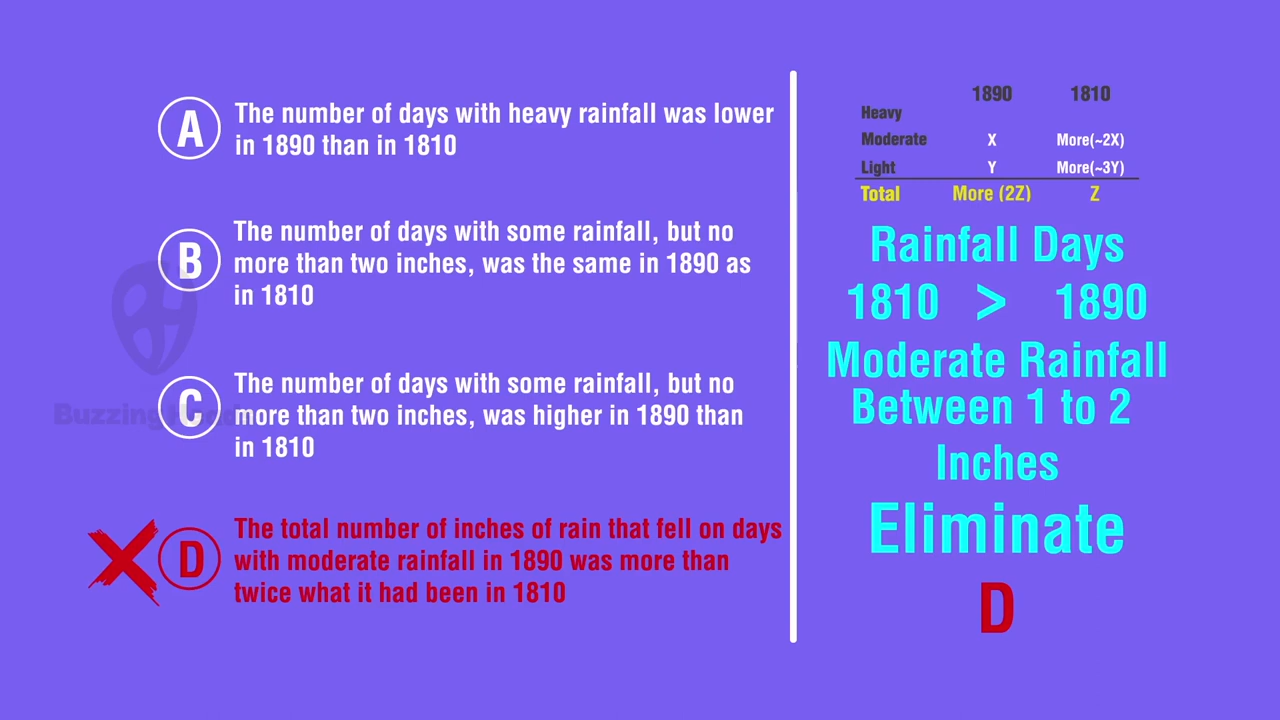 A
The number of days with heavy rainfall was lower
in 1890 than in 1810
B
The number of days with some rainfall, but no
more than two inches, was the same in 1890 as
in 1810
C
The number of days with some rainfall, but no
more than two inches, was higher in 1890 than
in 1810
D
The total number of inches of rain that fell on days
with moderate rainfall in 1890 was more than
twice what it had been in 1810
Buzzing
1890 1810
Heavy
Moderate X More(~2X)
Light Y More(~3Y)
Total More (2Z) Z
Rainfall Days
1810 > 1890
Moderate Rainfall
Between 1 to 2
Inches
Eliminate
D